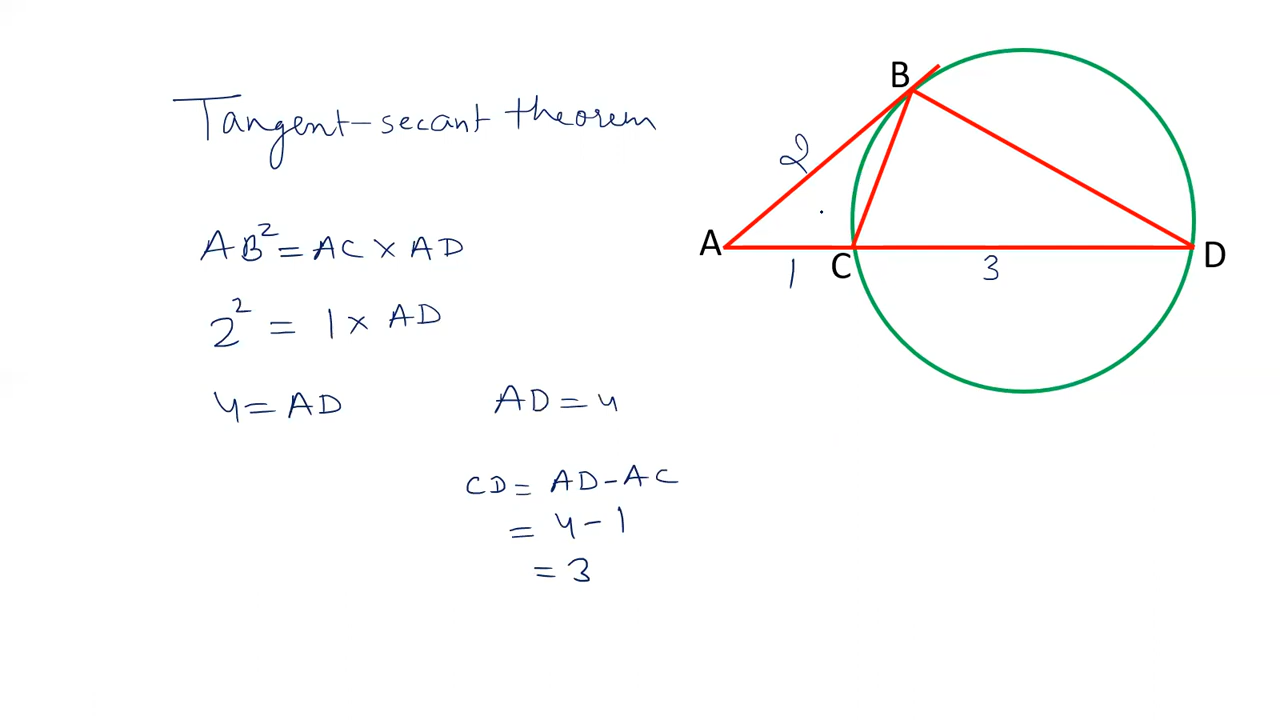 Tangent-secant theorem
AB² = AC × AD
2² = 1 × AD
4 = AD
AD = 4
CD = AD - AC
= 4 - 1
= 3
B
2
A
1
C
3
D